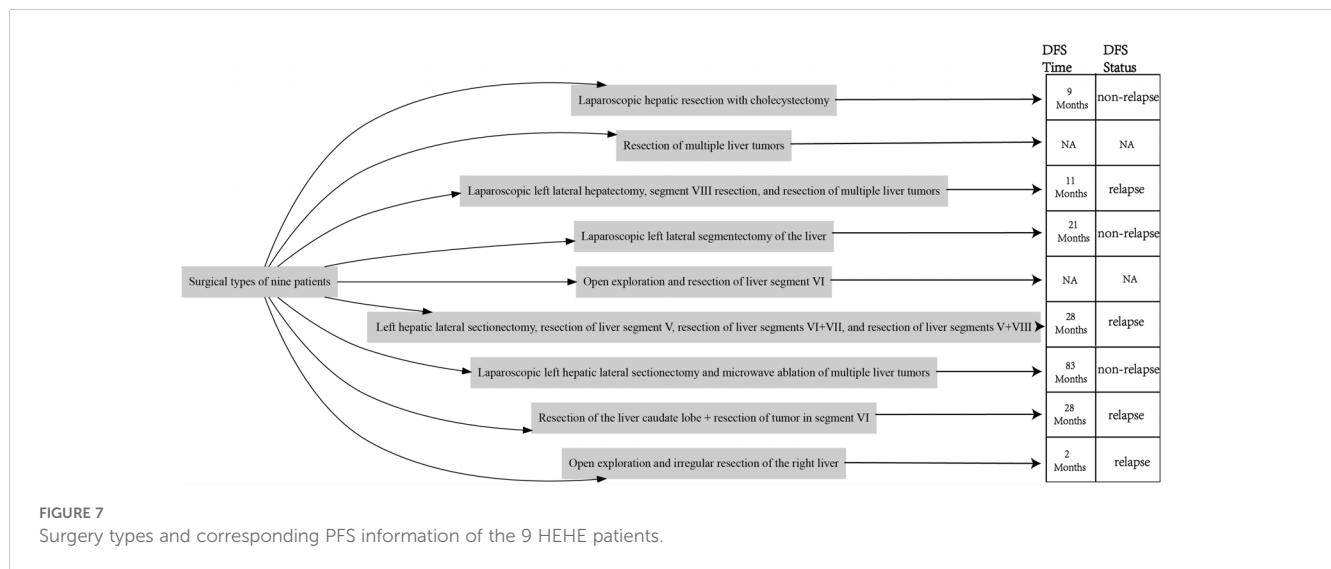 DFS DFS
Time Status
Laparoscopic hepatic resection with cholecystectomy 9 Months non-relapse
Resection of multiple liver tumors NA NA
Laparoscopic left lateral hepatectomy, segment VIII resection, and resection of multiple liver tumors 11 Months relapse
Laparoscopic left lateral segmentectomy of the liver 21 Months non-relapse
Surgical types of nine patients Open exploration and resection of liver segment VI NA NA
Left hepatic lateral sectionectomy, resection of liver segment V, resection of liver segments VI+VII, and resection of liver segments V+VIII 28 Months relapse
Laparoscopic left hepatic lateral sectionectomy and microwave ablation of multiple liver tumors 83 Months non-relapse
Resection of the liver caudate lobe + resection of tumor in segment VI 28 Months relapse
Open exploration and irregular resection of the right liver 2 Months relapse
FIGURE 7
Surgery types and corresponding PFS information of the 9 HEHE patients.